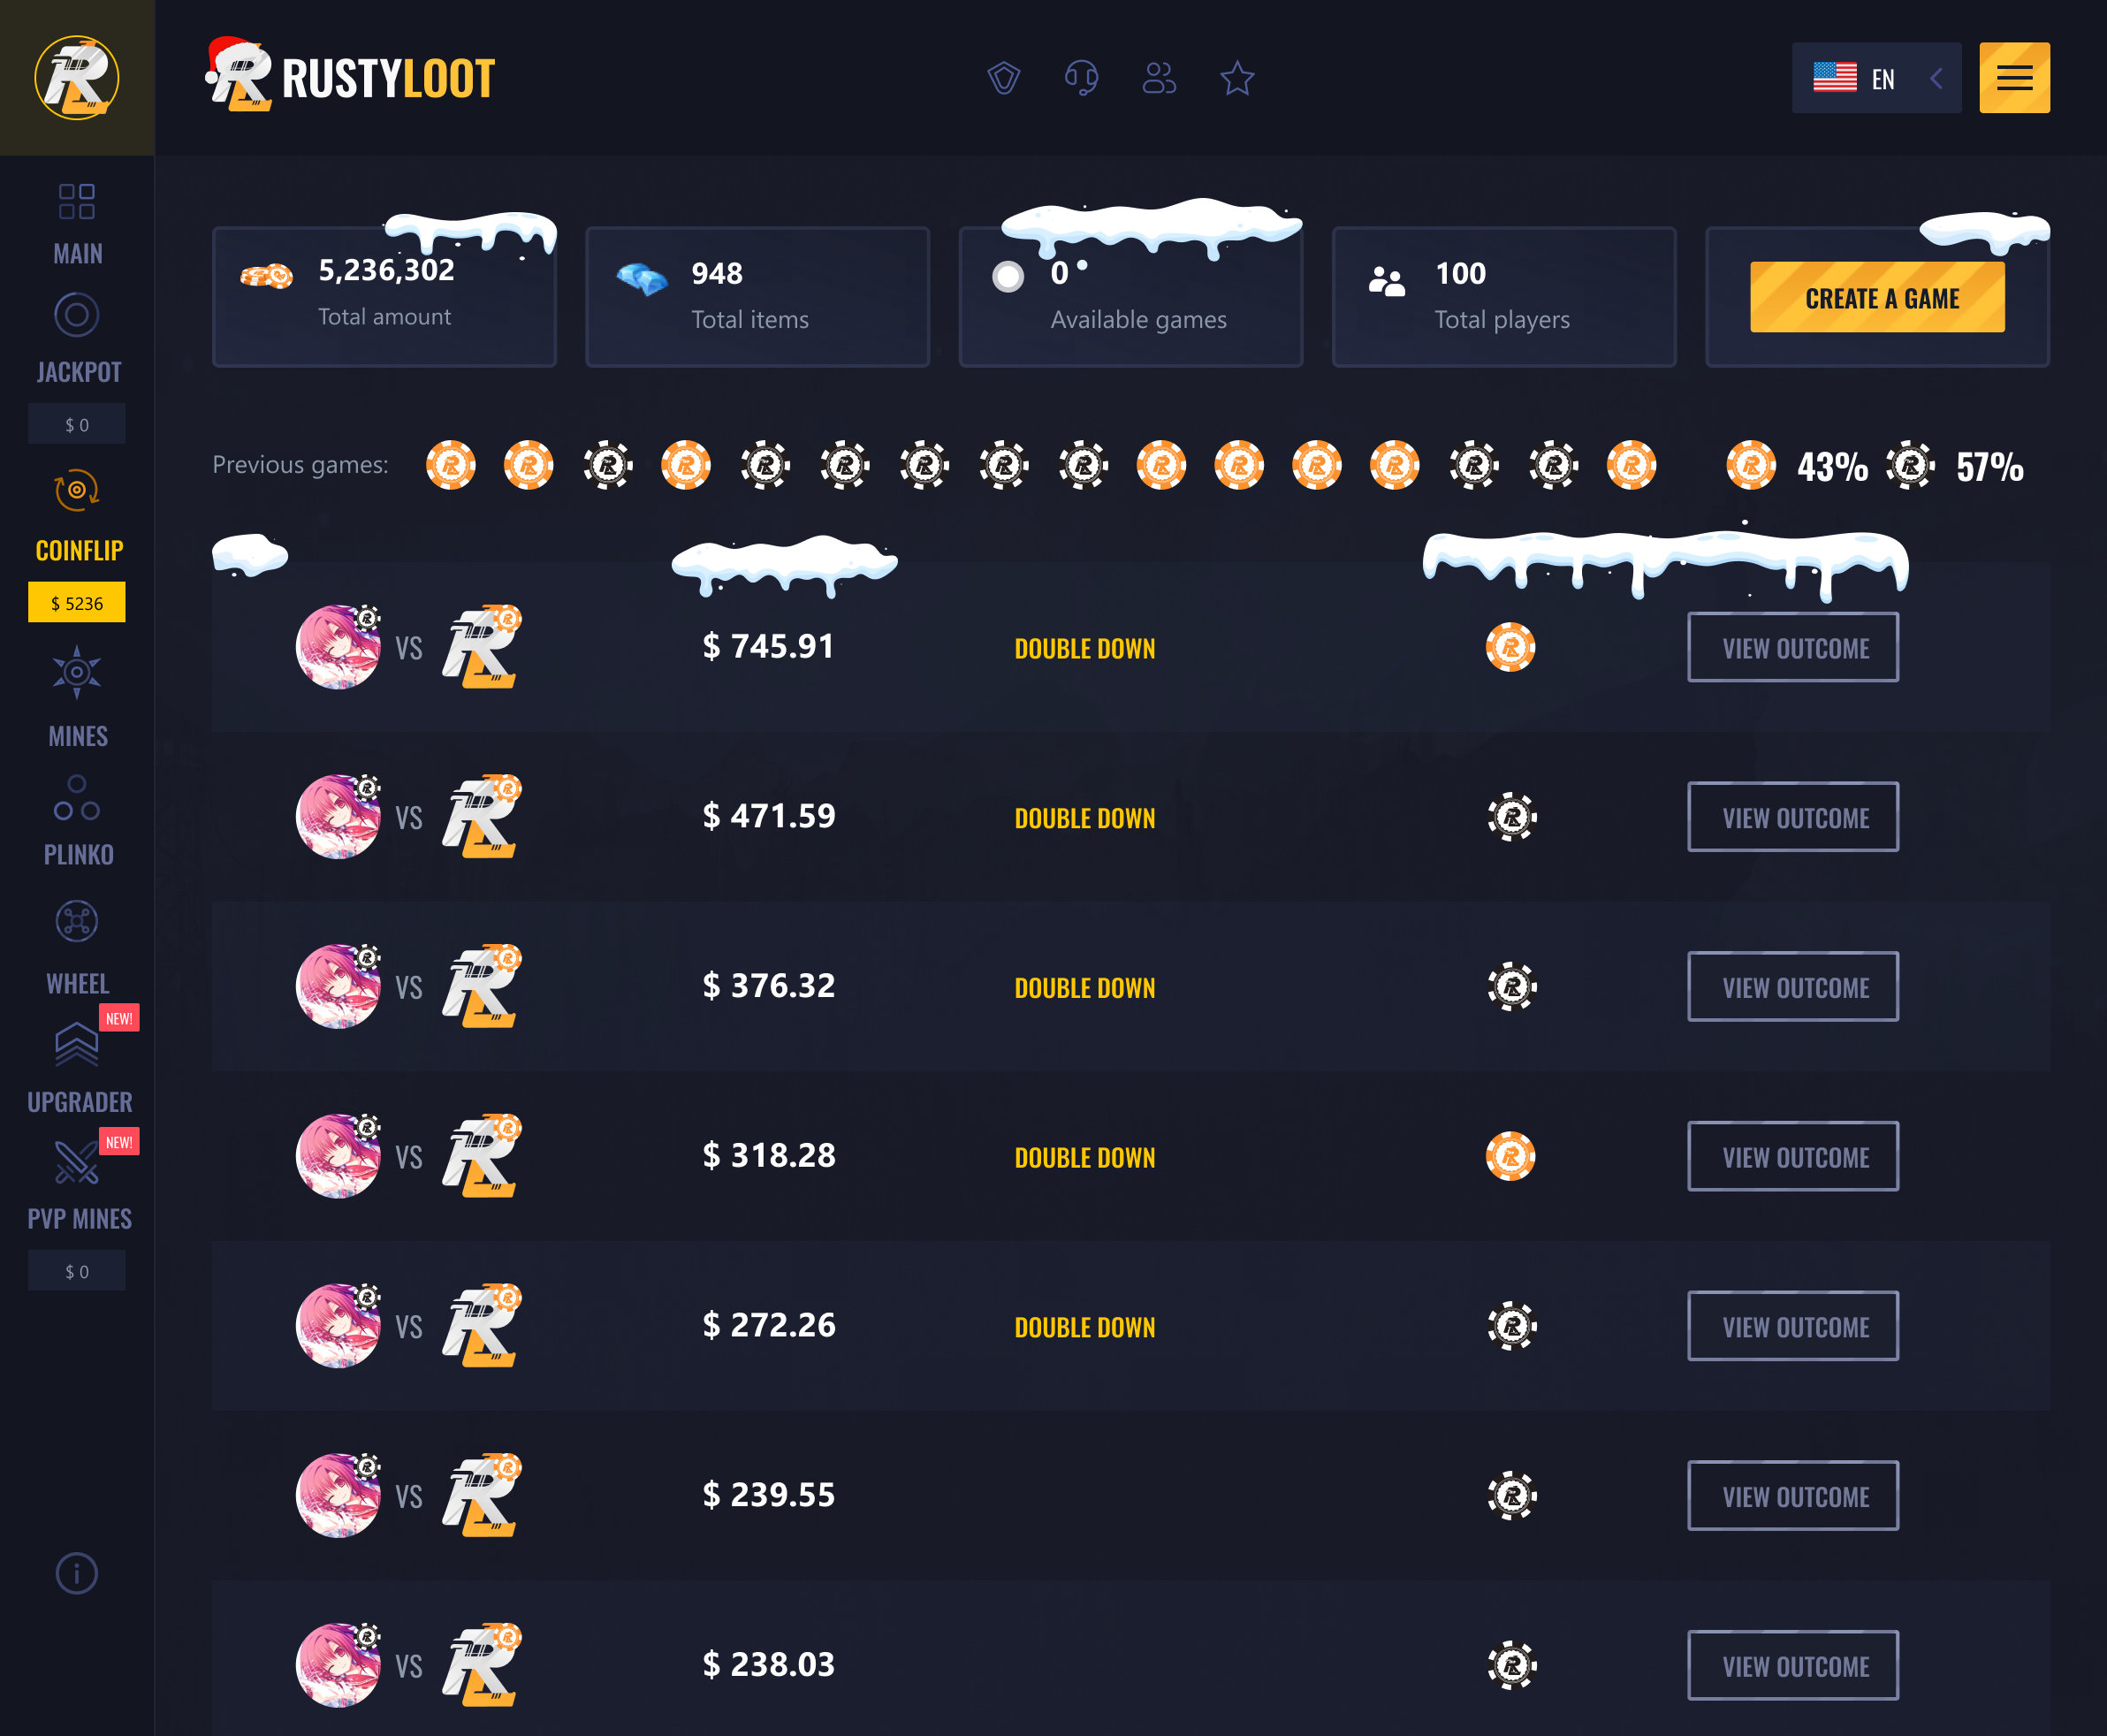 RUSTYLOOT
EN
MAIN
JACKPOT
$ 0
COINFLIP
$ 5236
MINES
PLINKO
WHEEL
NEW!
UPGRADER
NEW!
PVP MINES
$ 0
5,236,302
Total amount
948
Total items
0
Available games
100
Total players
CREATE A GAME
Previous games:
43%
57%
VS
$ 745.91
DOUBLE DOWN
VIEW OUTCOME
VS
$ 471.59
DOUBLE DOWN
VIEW OUTCOME
VS
$ 376.32
DOUBLE DOWN
VIEW OUTCOME
VS
$ 318.28
DOUBLE DOWN
VIEW OUTCOME
VS
$ 272.26
DOUBLE DOWN
VIEW OUTCOME
VS
$ 239.55
VIEW OUTCOME
VS
$ 238.03
VIEW OUTCOME